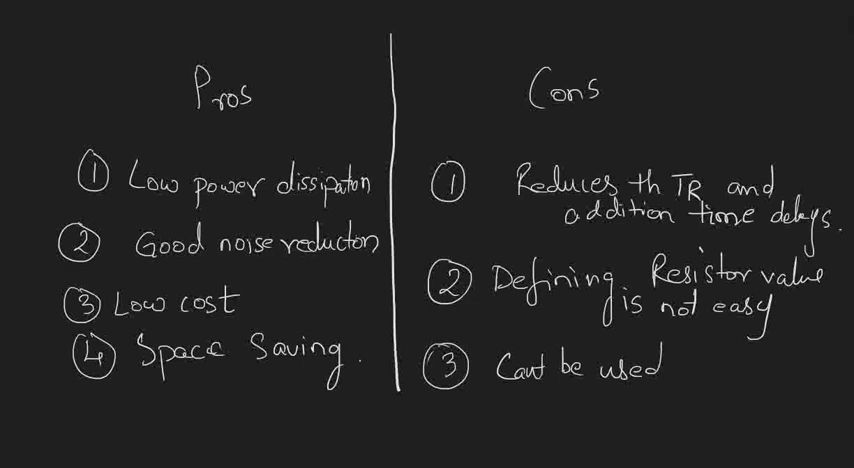 Pros
① Low power dissipaton
② Good noise reducton
③ Low cost
④ Space Saving.
Cons
① Reduces th TR and
addition time delays.
② Defining Resistor value
is not easy
③ Cant be used